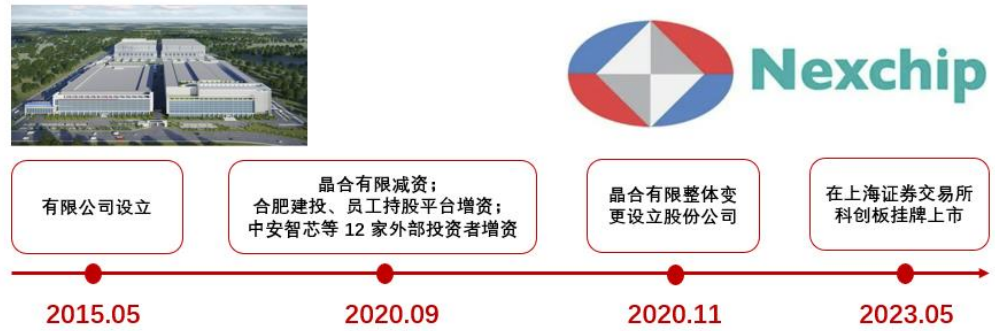 Nexchip
有限公司设立
晶合有限减资；
合肥建投、员工持股平台增资；
中安智芯等 12 家外部投资者增资
晶合有限整体变
更设立股份公司
在上海证券交易所
科创板挂牌上市
2015.05
2020.09
2020.11
2023.05